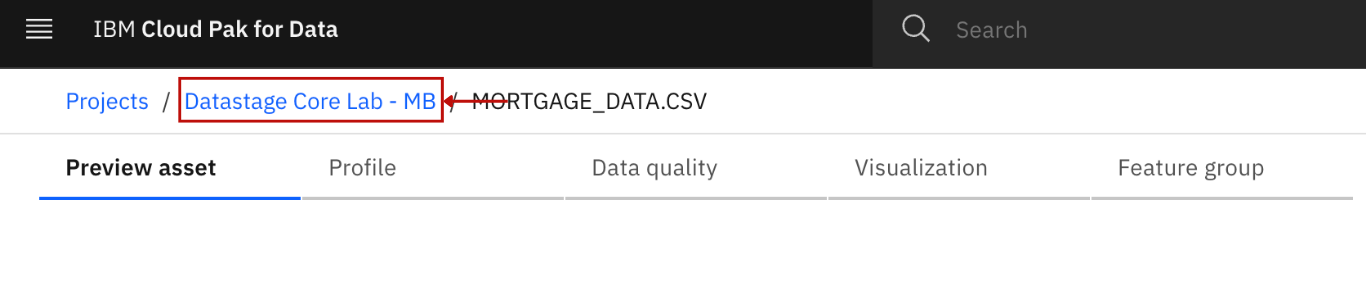 IBM Cloud Pak for Data Search
Projects / Datastage Core Lab - MB / MORTGAGE_DATA.CSV
Preview asset Profile Data quality Visualization Feature group